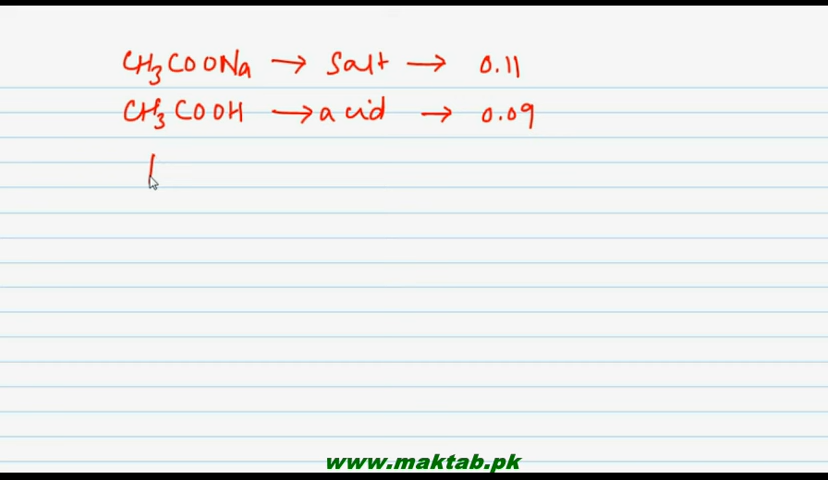 CH3COONa → Salt → 0.11
CH3COOH → acid → 0.09
www.maktab.pk